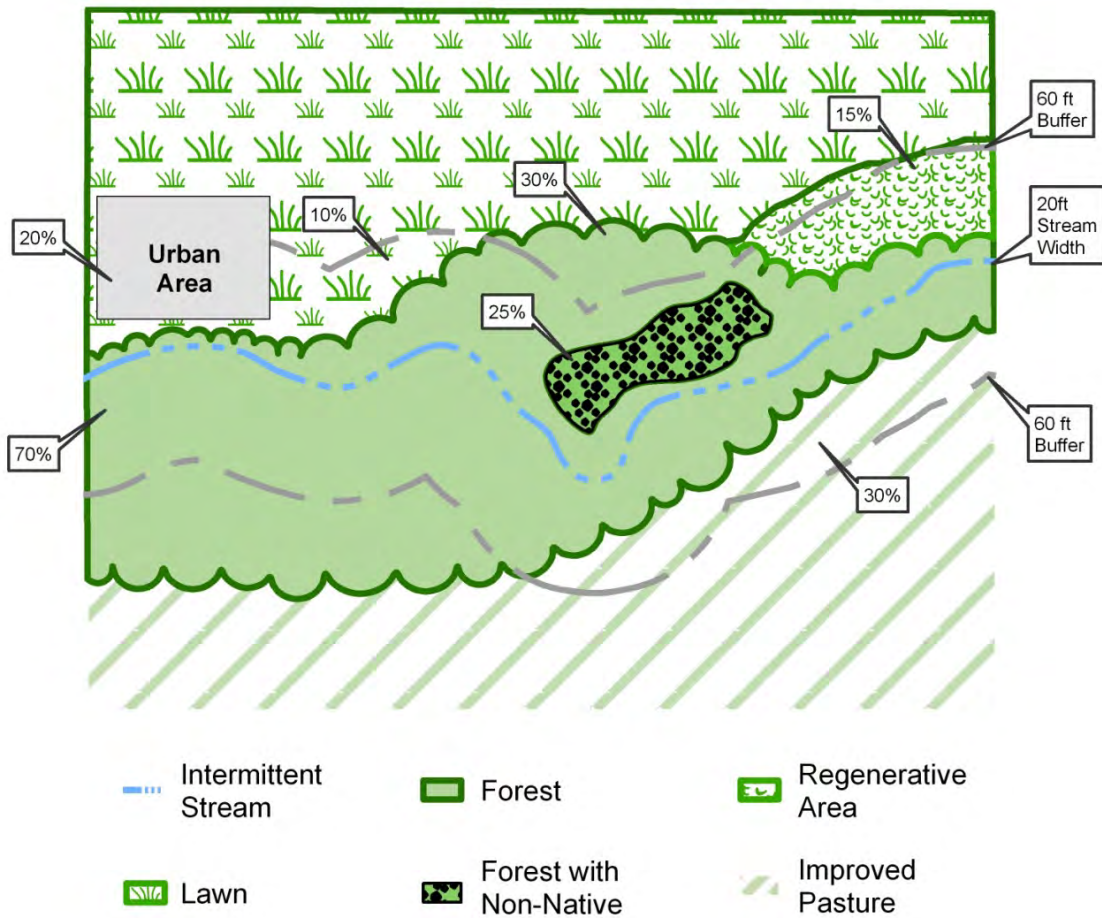 60 ft
Buffer
15%
30%
20ft
Stream
Width
10%
20%
Urban
Area
25%
60 ft
Buffer
70%
30%
Intermittent
Stream
Forest
Regenerative
Area
Lawn
Forest with
Non-Native
Improved
Pasture